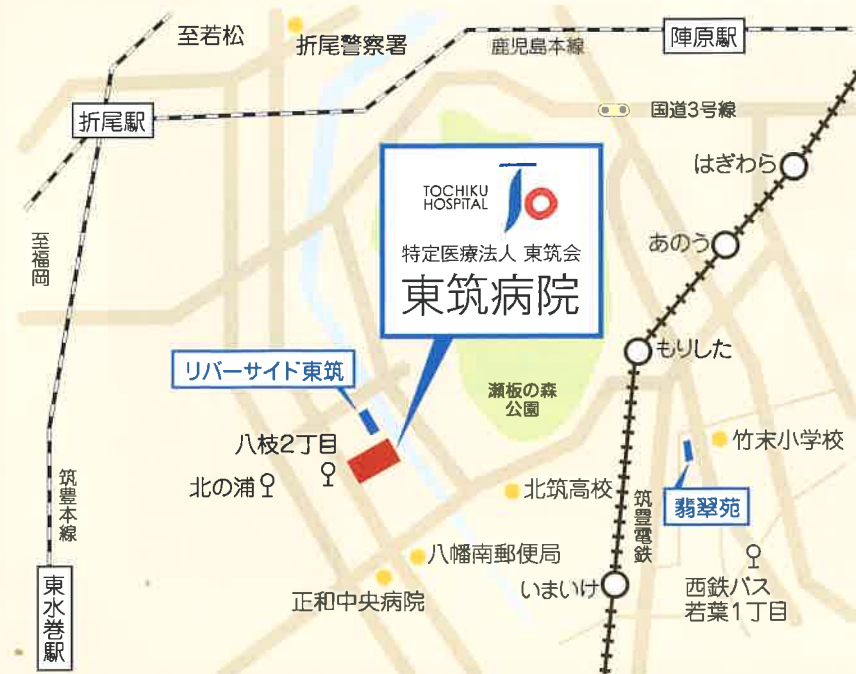 至若松
折尾警察署
鹿児島本線
陣原駅
折尾駅
国道3号線
はぎわら
TOCHIKU
HOSPITAL
特定医療法人 東筑会
東筑病院
あのう
至福岡
もりした
リバーサイド東筑
瀬板の森
公園
八枝2丁目
北の浦
竹末小学校
北筑高校
翡翠苑
筑豊本線
筑豊電鉄
八幡南郵便局
正和中央病院
いまいけ
西鉄バス
若葉1丁目
東水巻駅